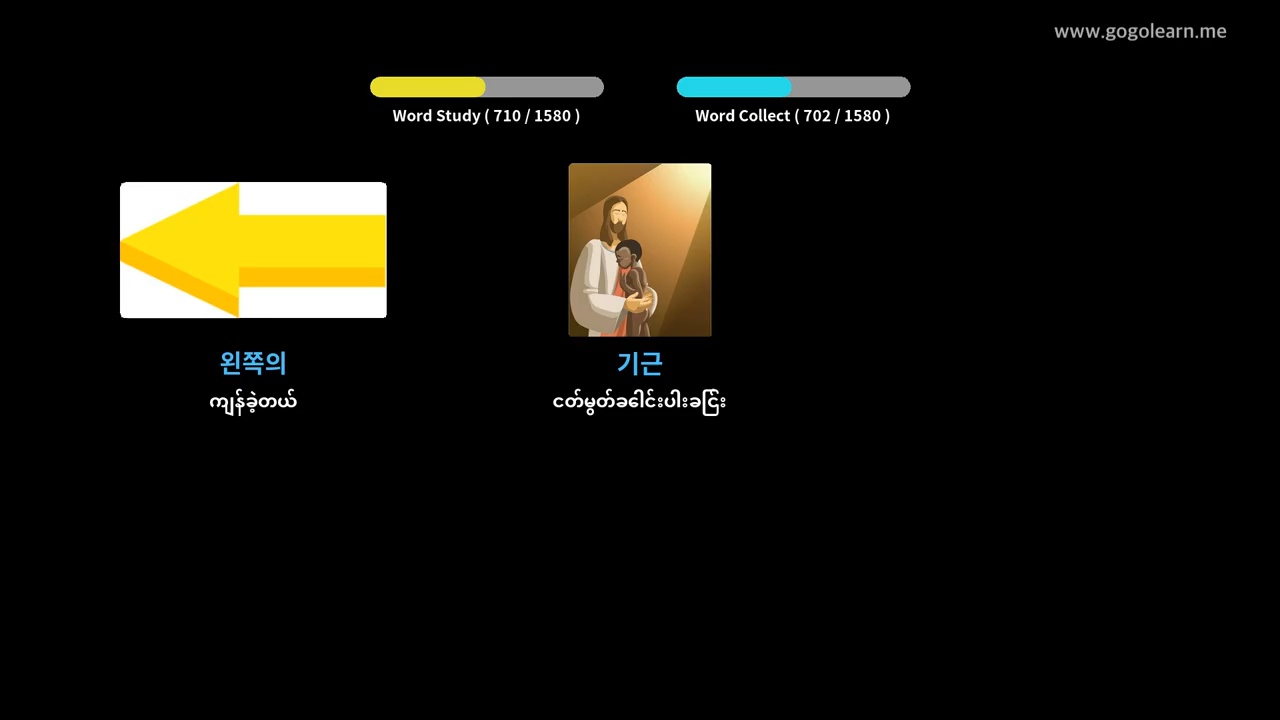 www.gogolearn.me
Word Study ( 710 / 1580 )
Word Collect ( 702 / 1580 )
왼쪽의
ကျန်ခဲ့တယ်
기근
ငတ်မွတ်ခေါင်းပါးခြင်း